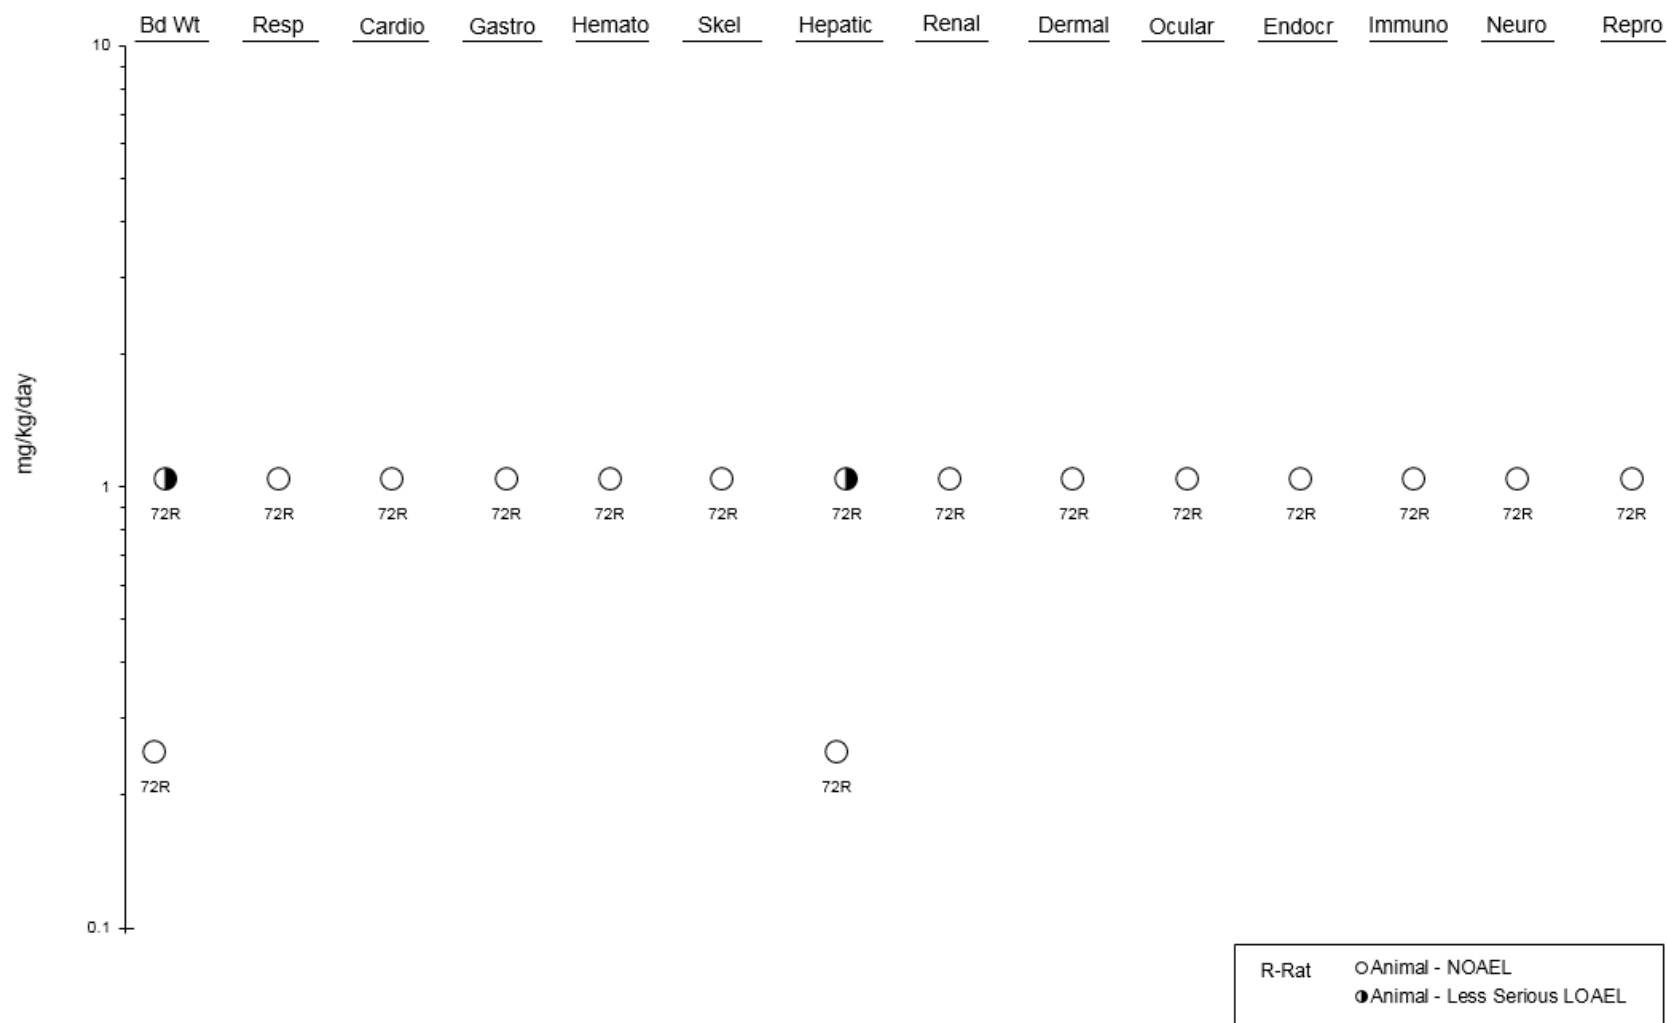 Bd Wt Resp Cardio Gastro Hemato Skel Hepatic Renal Dermal Ocular Endocr Immuno Neuro Repro
10
mg/kg/day
1
72R 72R 72R 72R 72R 72R 72R 72R 72R 72R 72R 72R 72R 72R
72R 72R
0.1
R-Rat Animal - NOAEL
Animal - Less Serious LOAEL